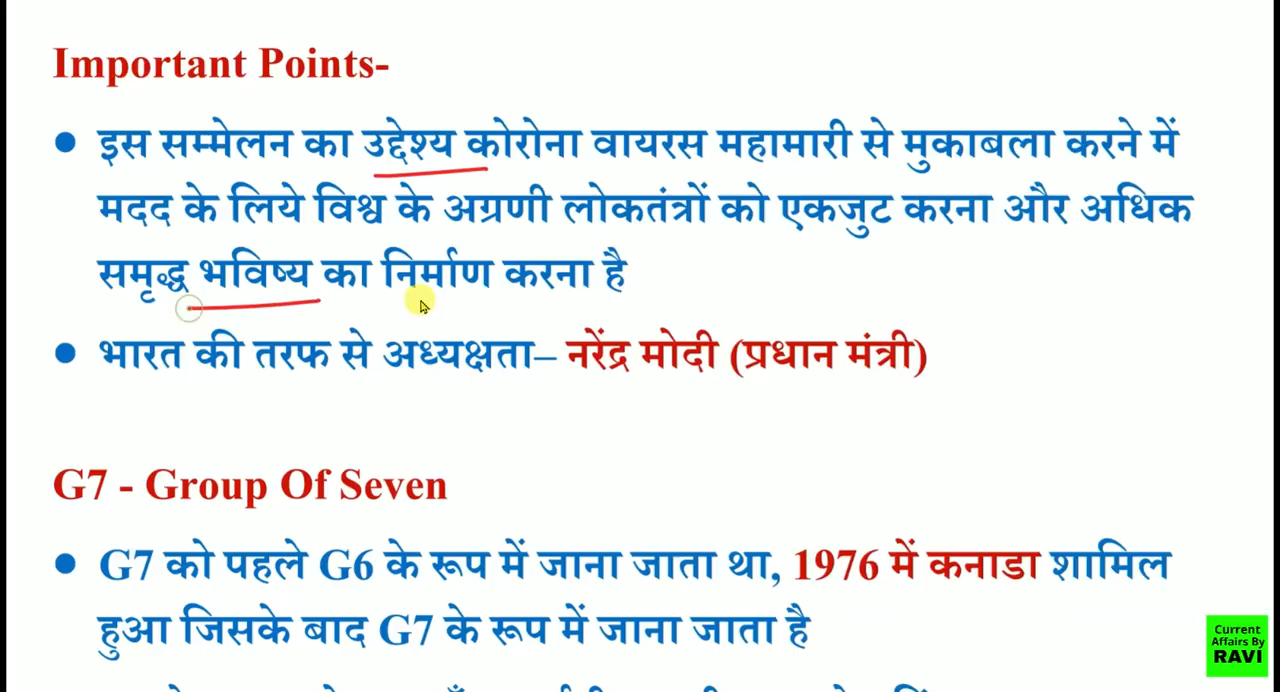 Important Points-
• इस सम्मेलन का उद्देश्य कोरोना वायरस महामारी से मुकाबला करने में
मदद के लिये विश्व के अग्रणी लोकतंत्रों को एकजुट करना और अधिक
समृद्ध भविष्य का निर्माण करना है
• भारत की तरफ से अध्यक्षता– नरेंद्र मोदी (प्रधान मंत्री)
G7 - Group Of Seven
• G7 को पहले G6 के रूप में जाना जाता था, 1976 में कनाडा शामिल
हुआ जिसके बाद G7 के रूप में जाना जाता है
Current
Affairs By
RAVI